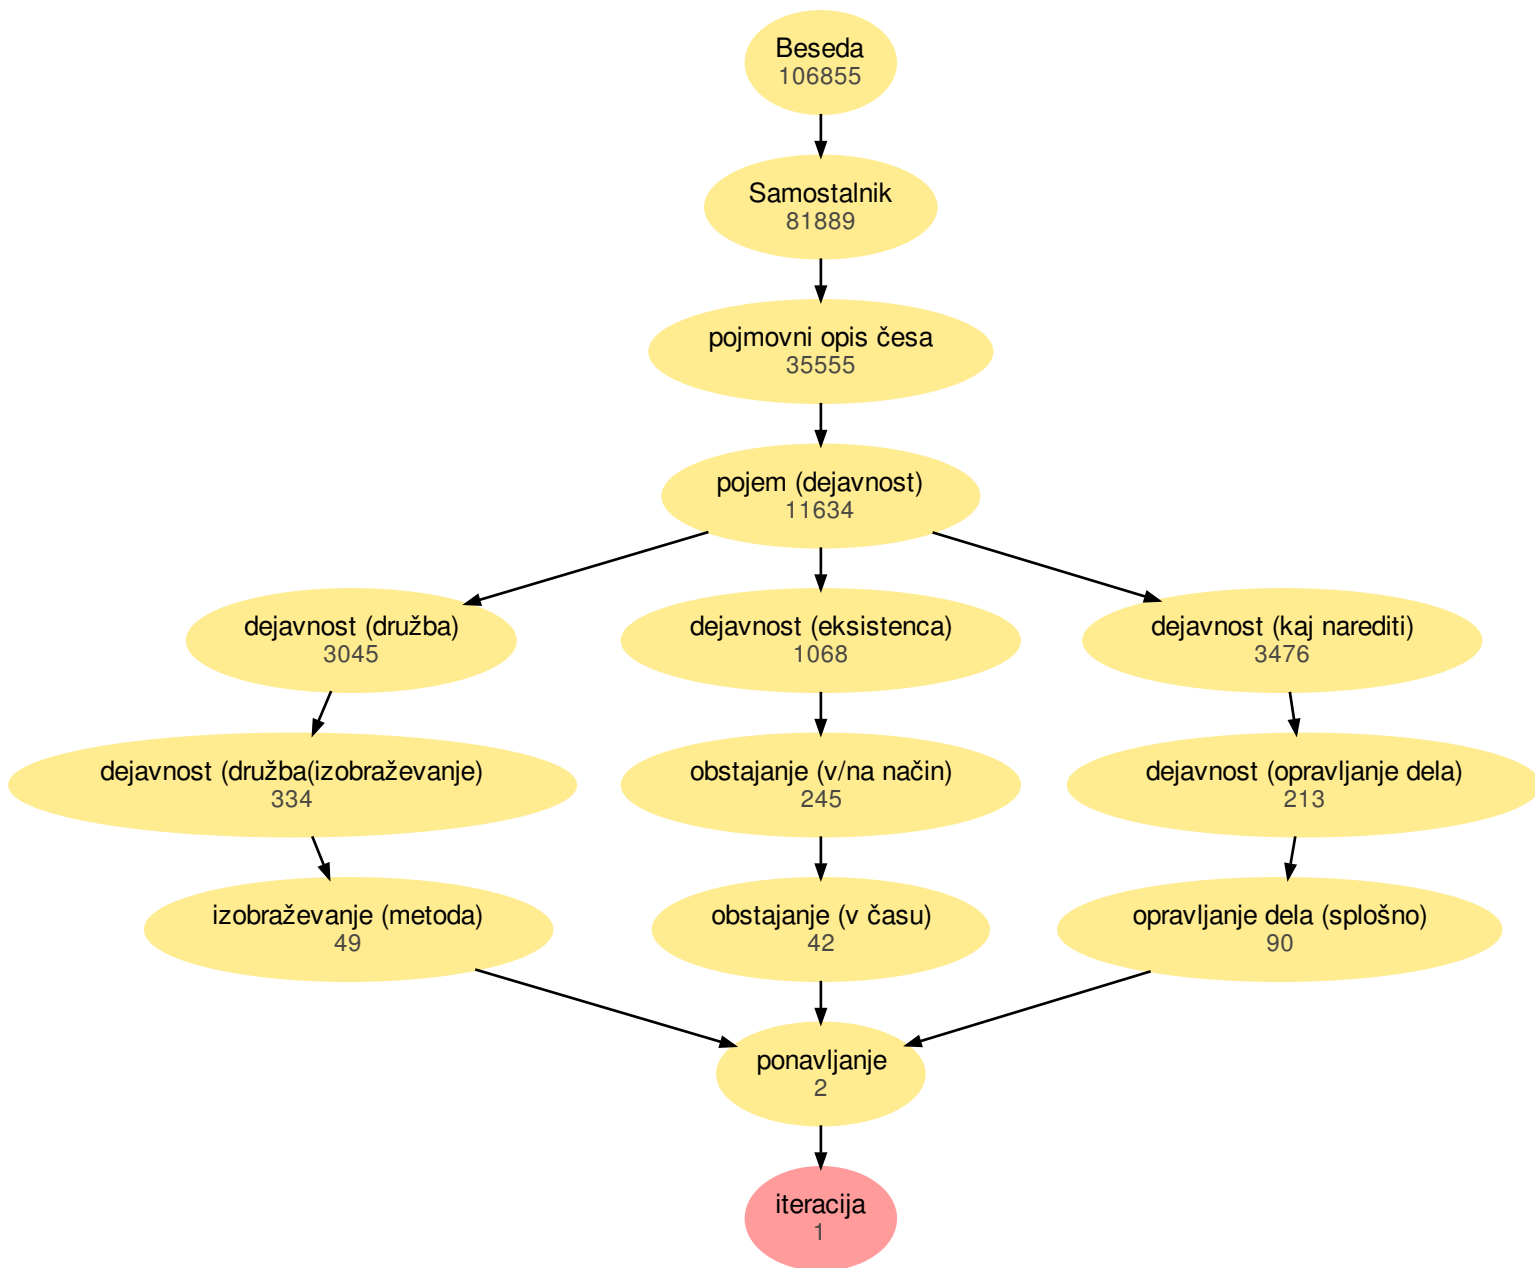 Beseda
106855
Samostalnik
81889
pojmovni opis česa
35555
pojem (dejavnost)
11634
dejavnost (družba)
3045
dejavnost (eksistenca)
1068
dejavnost (kaj narediti)
3476
dejavnost (družba(izobraževanje)
334
obstajanje (v/na način)
245
dejavnost (opravljanje dela)
213
izobraževanje (metoda)
49
obstajanje (v času)
42
opravljanje dela (splošno)
90
ponavljanje
2
iteracija
1